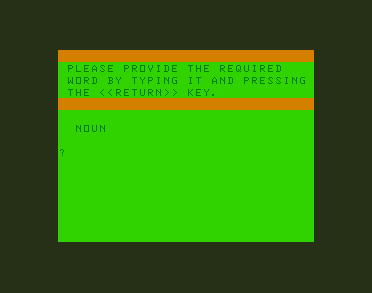 PLEASE PROVIDE THE REQUIRED
WORD BY TYPING IT AND PRESSING
THE <<RETURN>> KEY.
NOUN
?